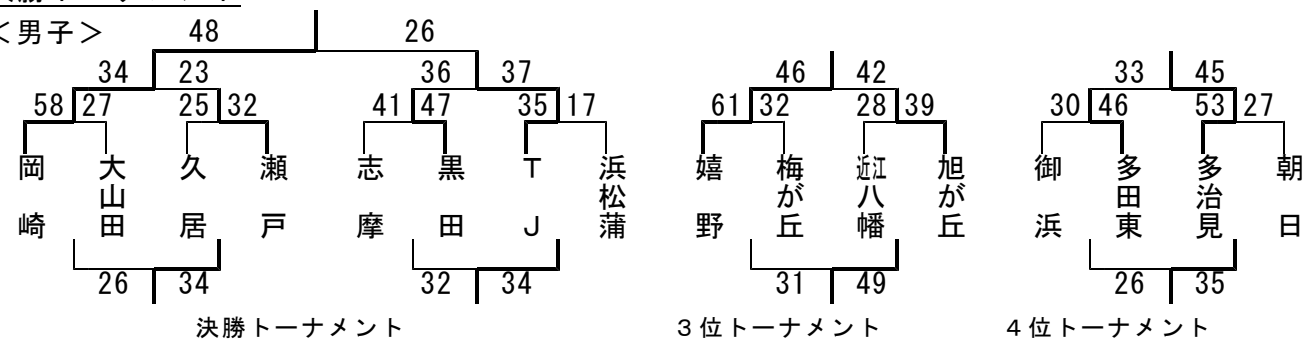 ＜男子＞
48 26
34 23 36 37 46 42 33 45
58 27 25 32 41 47 35 17 61 32 28 39 30 46 53 27
岡崎 大山田 久居 瀬戸 志摩 黒田 ＴＪ 浜松蒲 嬉野 梅が丘 近江八幡 旭が丘 御浜 多田東 多治見 朝日
26 34 32 34 31 49 26 35
決勝トーナメント ３位トーナメント ４位トーナメント